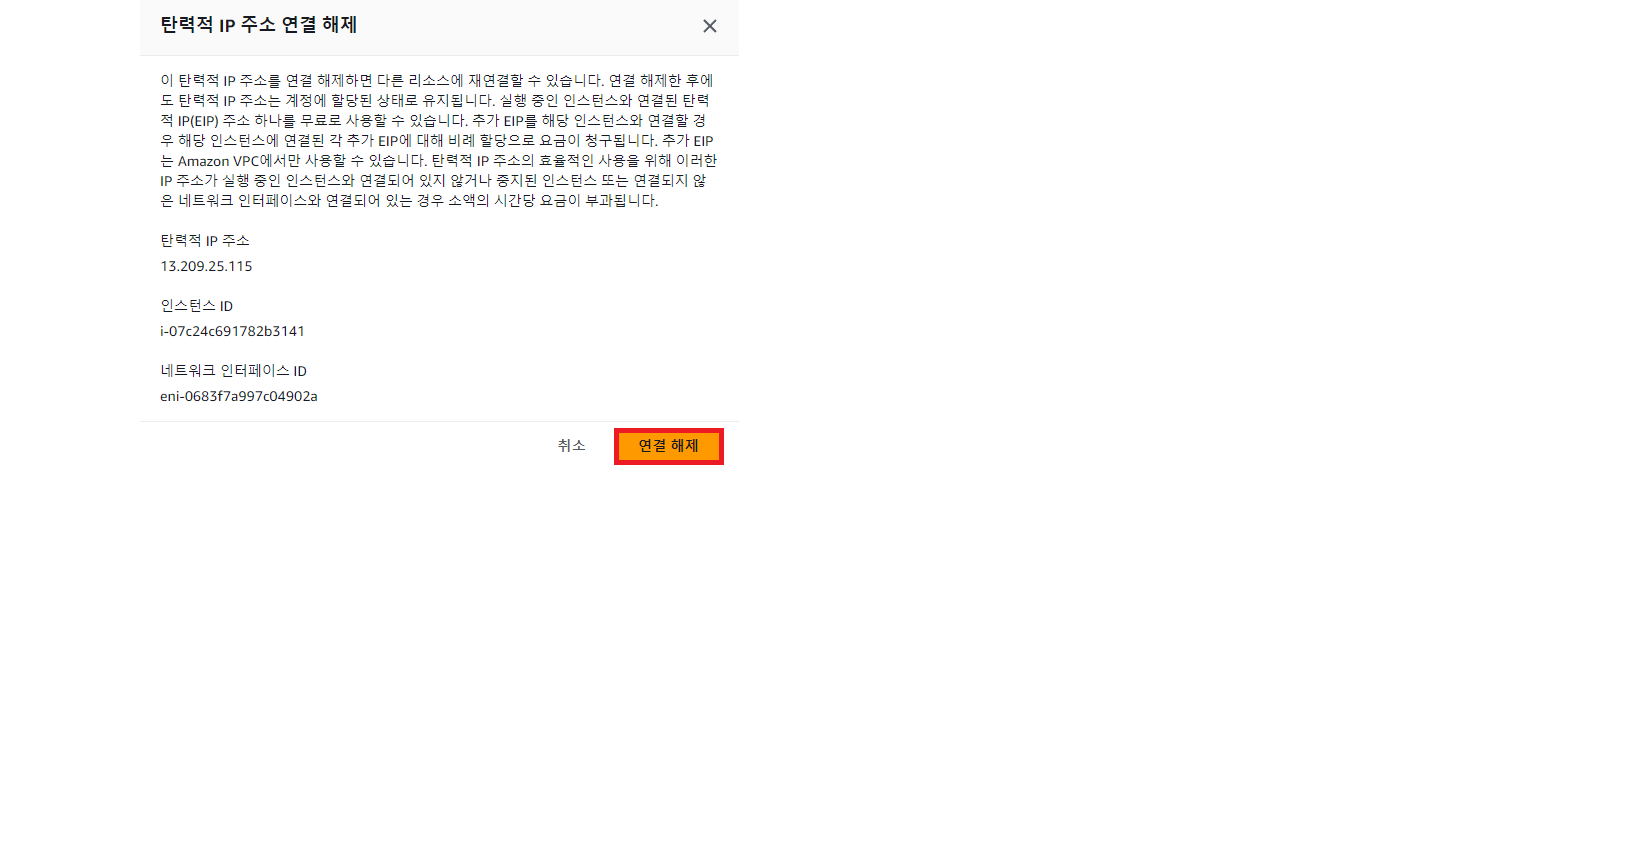 탄력적 IP 주소 연결 해제
이 탄력적 IP 주소를 연결 해제하면 다른 리소스에 재연결할 수 있습니다. 연결 해제한 후에
도 탄력적 IP 주소는 계정에 할당된 상태로 유지됩니다. 실행 중인 인스턴스와 연결된 탄력
적 IP(EIP) 주소 하나를 무료로 사용할 수 있습니다. 추가 EIP를 해당 인스턴스와 연결할 경
우 해당 인스턴스에 연결된 각 추가 EIP에 대해 비례 할당으로 요금이 청구됩니다. 추가 EIP
는 Amazon VPC에서만 사용할 수 있습니다. 탄력적 IP 주소의 효율적인 사용을 위해 이러한
IP 주소가 실행 중인 인스턴스와 연결되어 있지 않거나 중지된 인스턴스 또는 연결되지 않
은 네트워크 인터페이스와 연결되어 있는 경우 소액의 시간당 요금이 부과됩니다.
탄력적 IP 주소
13.209.25.115
인스턴스 ID
i-07c24c691782b3141
네트워크 인터페이스 ID
eni-0683f7a997c04902a
취소
연결 해제